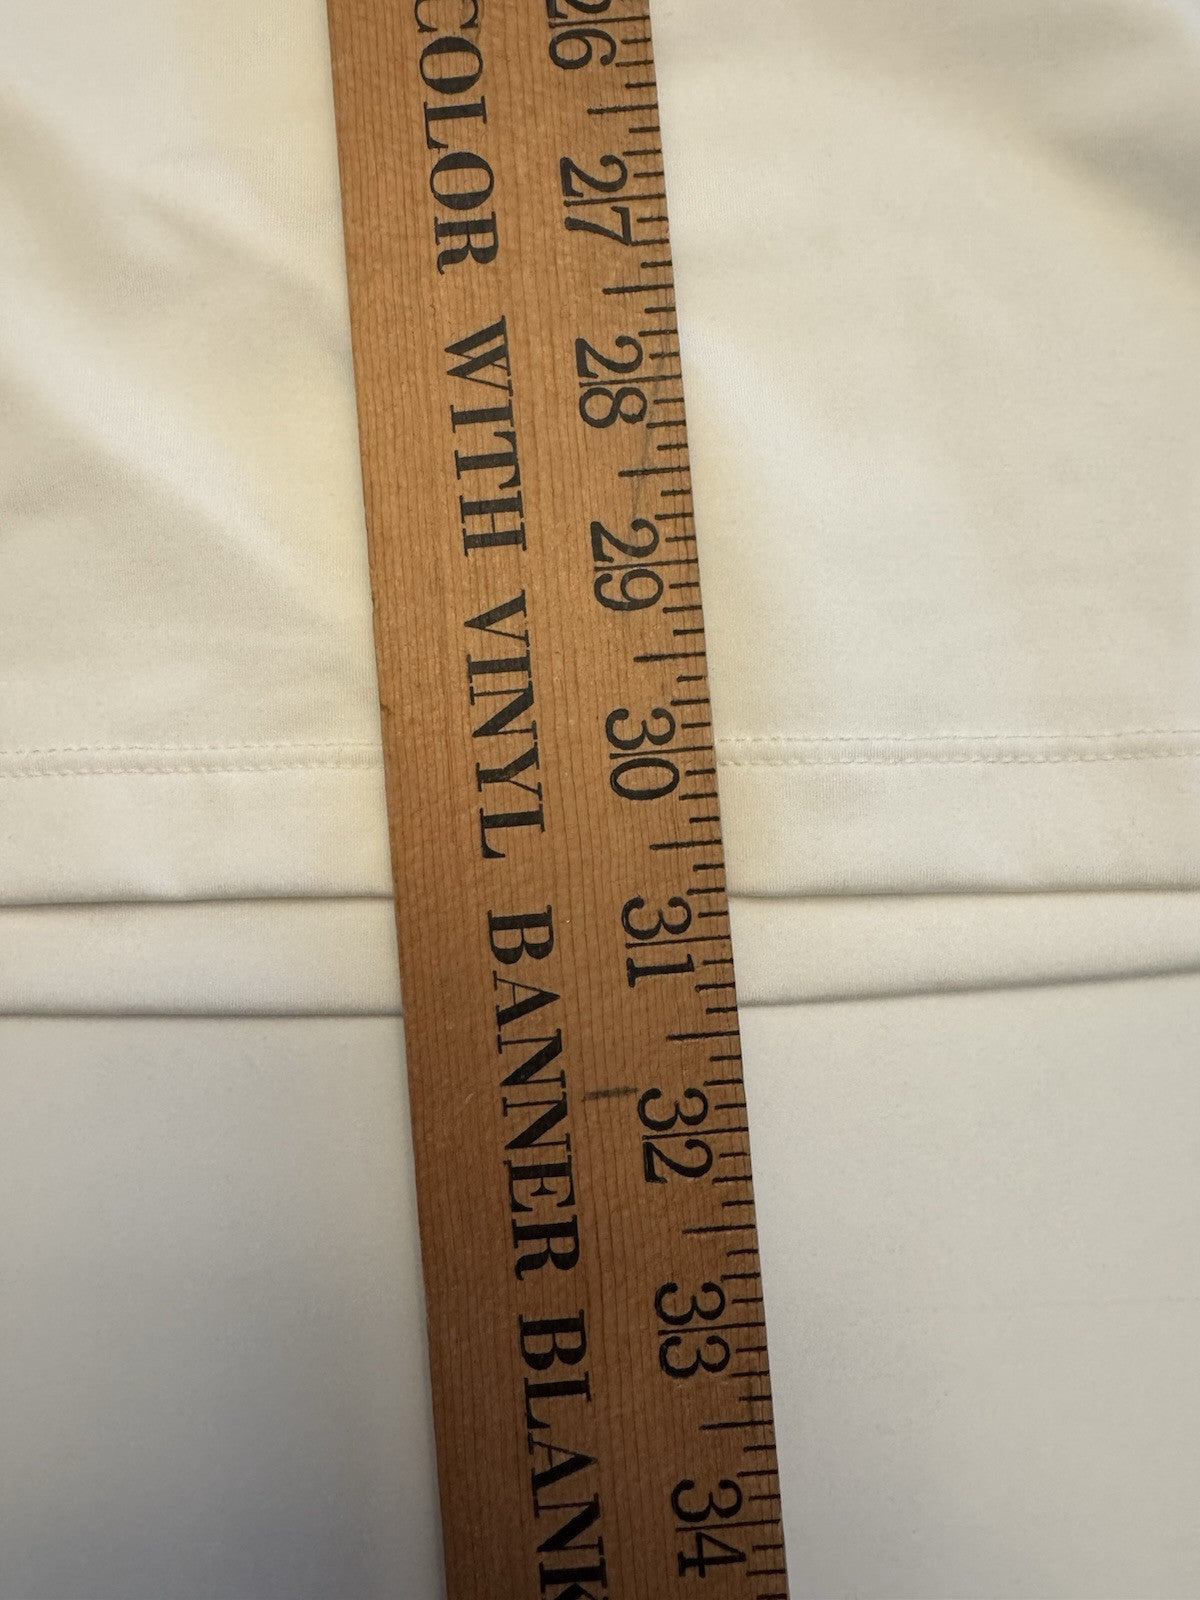 COLOR WITH VINYL BANNER BLANK
26 27 28 29 30 31 32 33 34